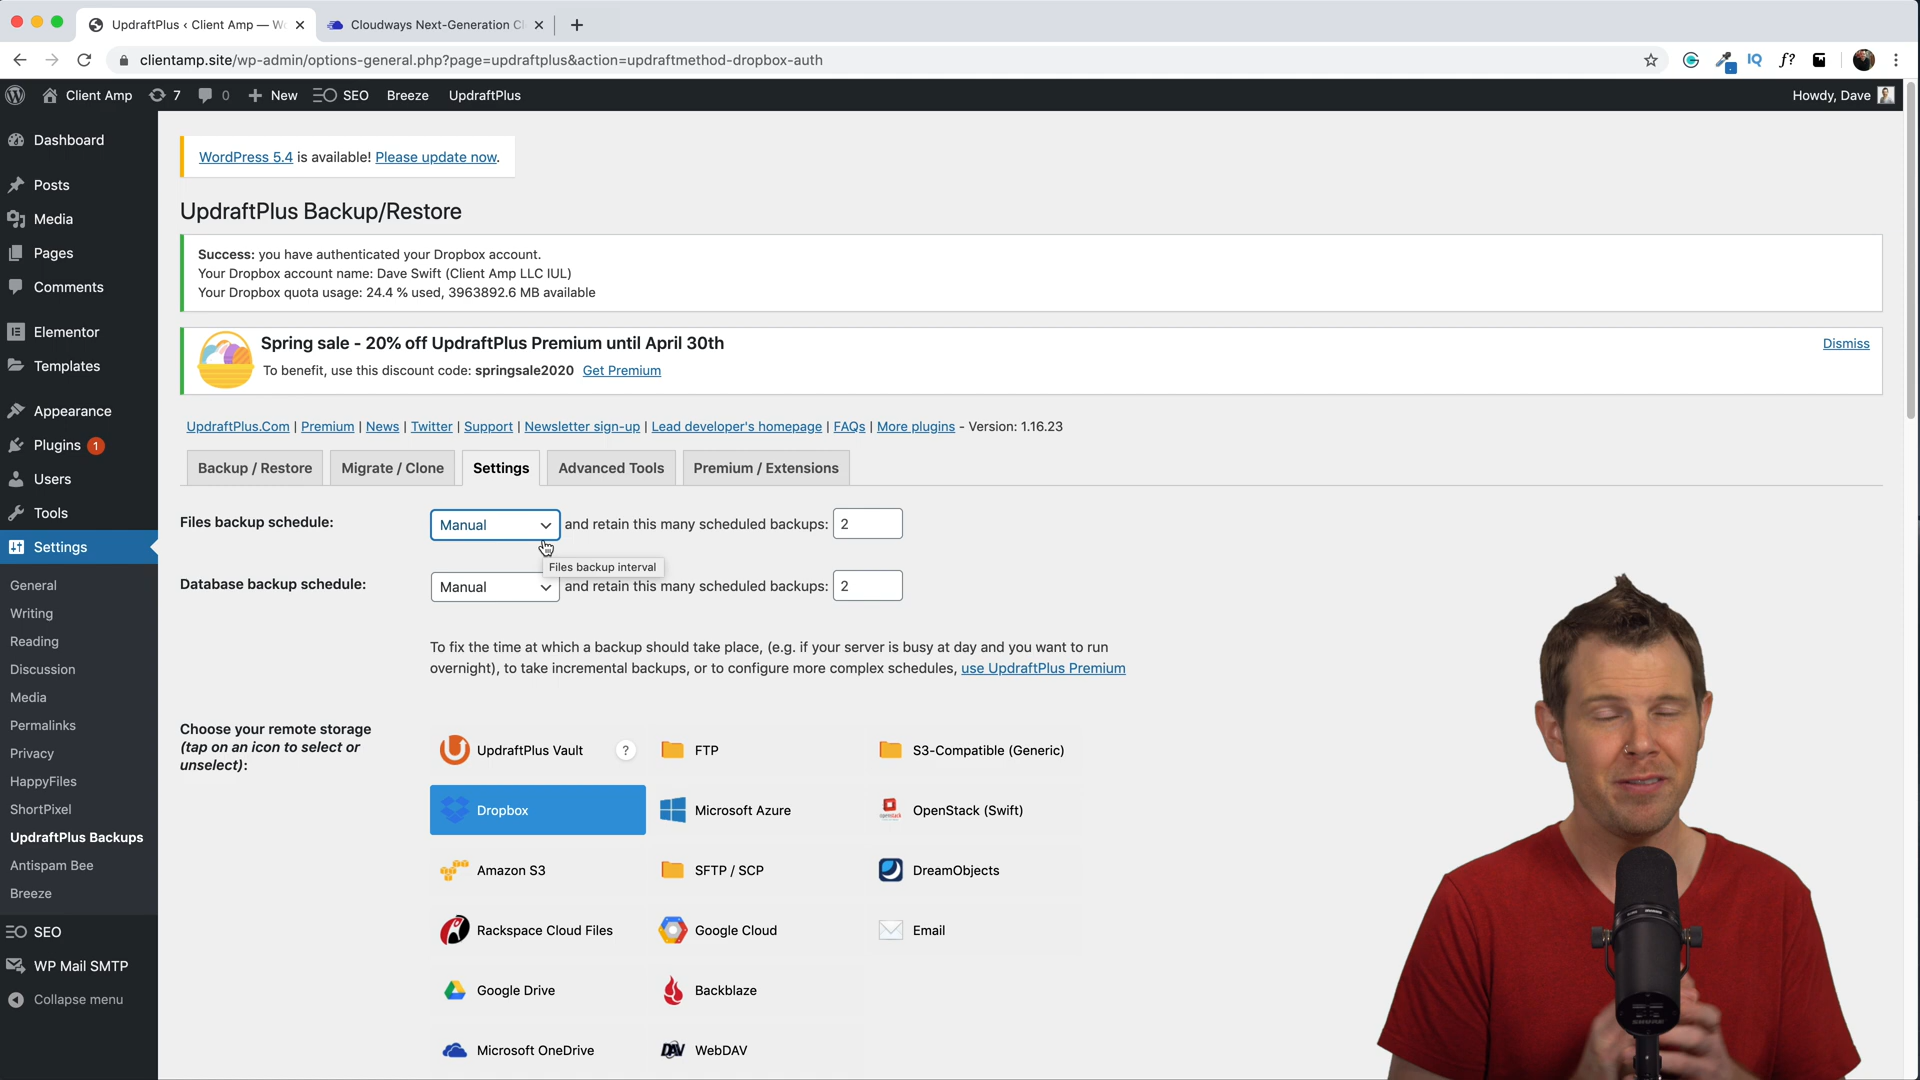 UpdraftPlus ‹ Client Amp — W
Cloudways Next-Generation Cl
clientamp.site/wp-admin/options-general.php?page=updraftplus&action=updraftmethod-dropbox-auth
IQ
f?
Client Amp
7
0
New
SEO
Breeze
UpdraftPlus
Howdy, Dave
Dashboard
Posts
Media
Pages
Comments
Elementor
Templates
Appearance
Plugins 1
Users
Tools
Settings
General
Writing
Reading
Discussion
Media
Permalinks
Privacy
HappyFiles
ShortPixel
UpdraftPlus Backups
Antispam Bee
Breeze
SEO
WP Mail SMTP
Collapse menu
WordPress 5.4 is available! Please update now.
UpdraftPlus Backup/Restore
Success: you have authenticated your Dropbox account.
Your Dropbox account name: Dave Swift (Client Amp LLC IUL)
Your Dropbox quota usage: 24.4 % used, 3963892.6 MB available
Spring sale - 20% off UpdraftPlus Premium until April 30th
Dismiss
To benefit, use this discount code: springsale2020 Get Premium
UpdraftPlus.Com | Premium | News | Twitter | Support | Newsletter sign-up | Lead developer's homepage | FAQs | More plugins - Version: 1.16.23
Backup / Restore
Migrate / Clone
Settings
Advanced Tools
Premium / Extensions
Files backup schedule:
Manual
and retain this many scheduled backups: 2
Files backup interval
Database backup schedule:
Manual
and retain this many scheduled backups: 2
To fix the time at which a backup should take place, (e.g. if your server is busy at day and you want to run
overnight), to take incremental backups, or to configure more complex schedules, use UpdraftPlus Premium
Choose your remote storage
(tap on an icon to select or
unselect):
UpdraftPlus Vault ?
FTP
S3-Compatible (Generic)
Dropbox
Microsoft Azure
OpenStack (Swift)
Amazon S3
SFTP / SCP
DreamObjects
Rackspace Cloud Files
Google Cloud
Email
Google Drive
Backblaze
Microsoft OneDrive
DAV
WebDAV
SHURE